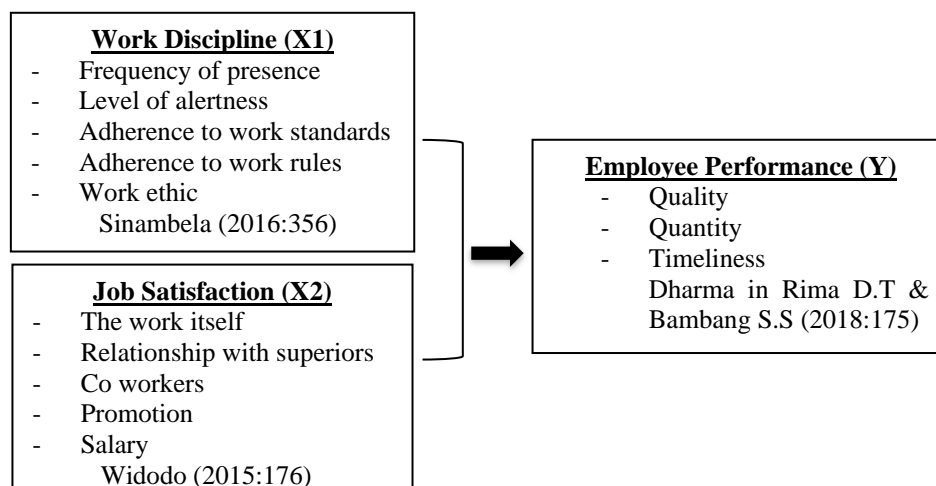 Work Discipline (X1)
- Frequency of presence
- Level of alertness
- Adherence to work standards
- Adherence to work rules
- Work ethic
Sinambela (2016:356)
Job Satisfaction (X2)
- The work itself
- Relationship with superiors
- Co workers
- Promotion
- Salary
Widodo (2015:176)
Employee Performance (Y)
- Quality
- Quantity
- Timeliness
Dharma in Rima D.T &
Bambang S.S (2018:175)